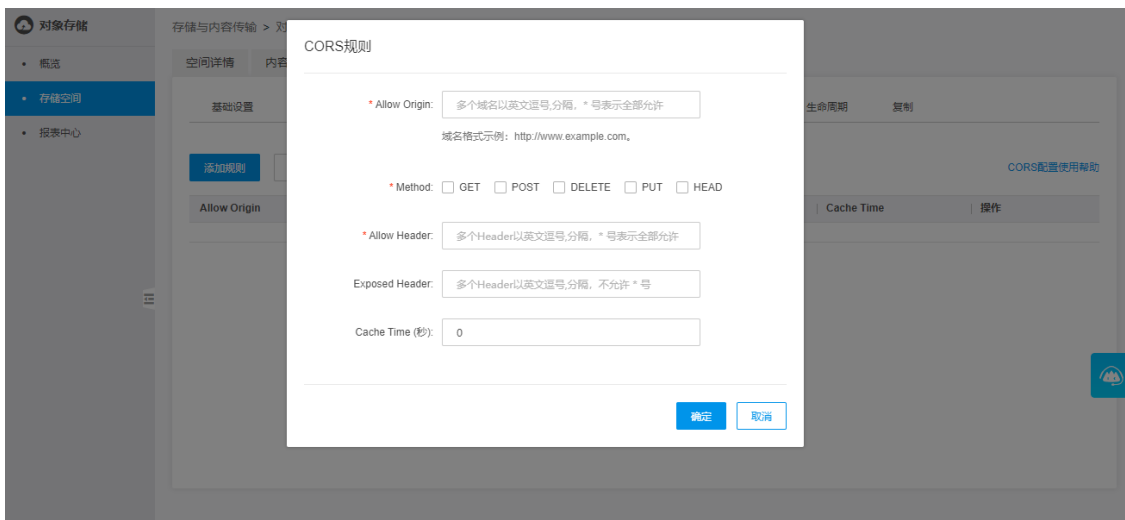 对象存储
存储与内容传输 > 对
CORS规则
概览
空间详情 内容
存储空间
基础设置
* Allow Origin: 多个域名以英文逗号,分隔，* 号表示全部允许
生命周期 复制
报表中心
域名格式示例：http://www.example.com。
添加规则
CORS配置使用帮助
* Method: GET POST DELETE PUT HEAD
Allow Origin
Cache Time
操作
* Allow Header: 多个Header以英文逗号,分隔，* 号表示全部允许
Exposed Header: 多个Header以英文逗号,分隔，不允许 * 号
Cache Time (秒): 0
确定 取消